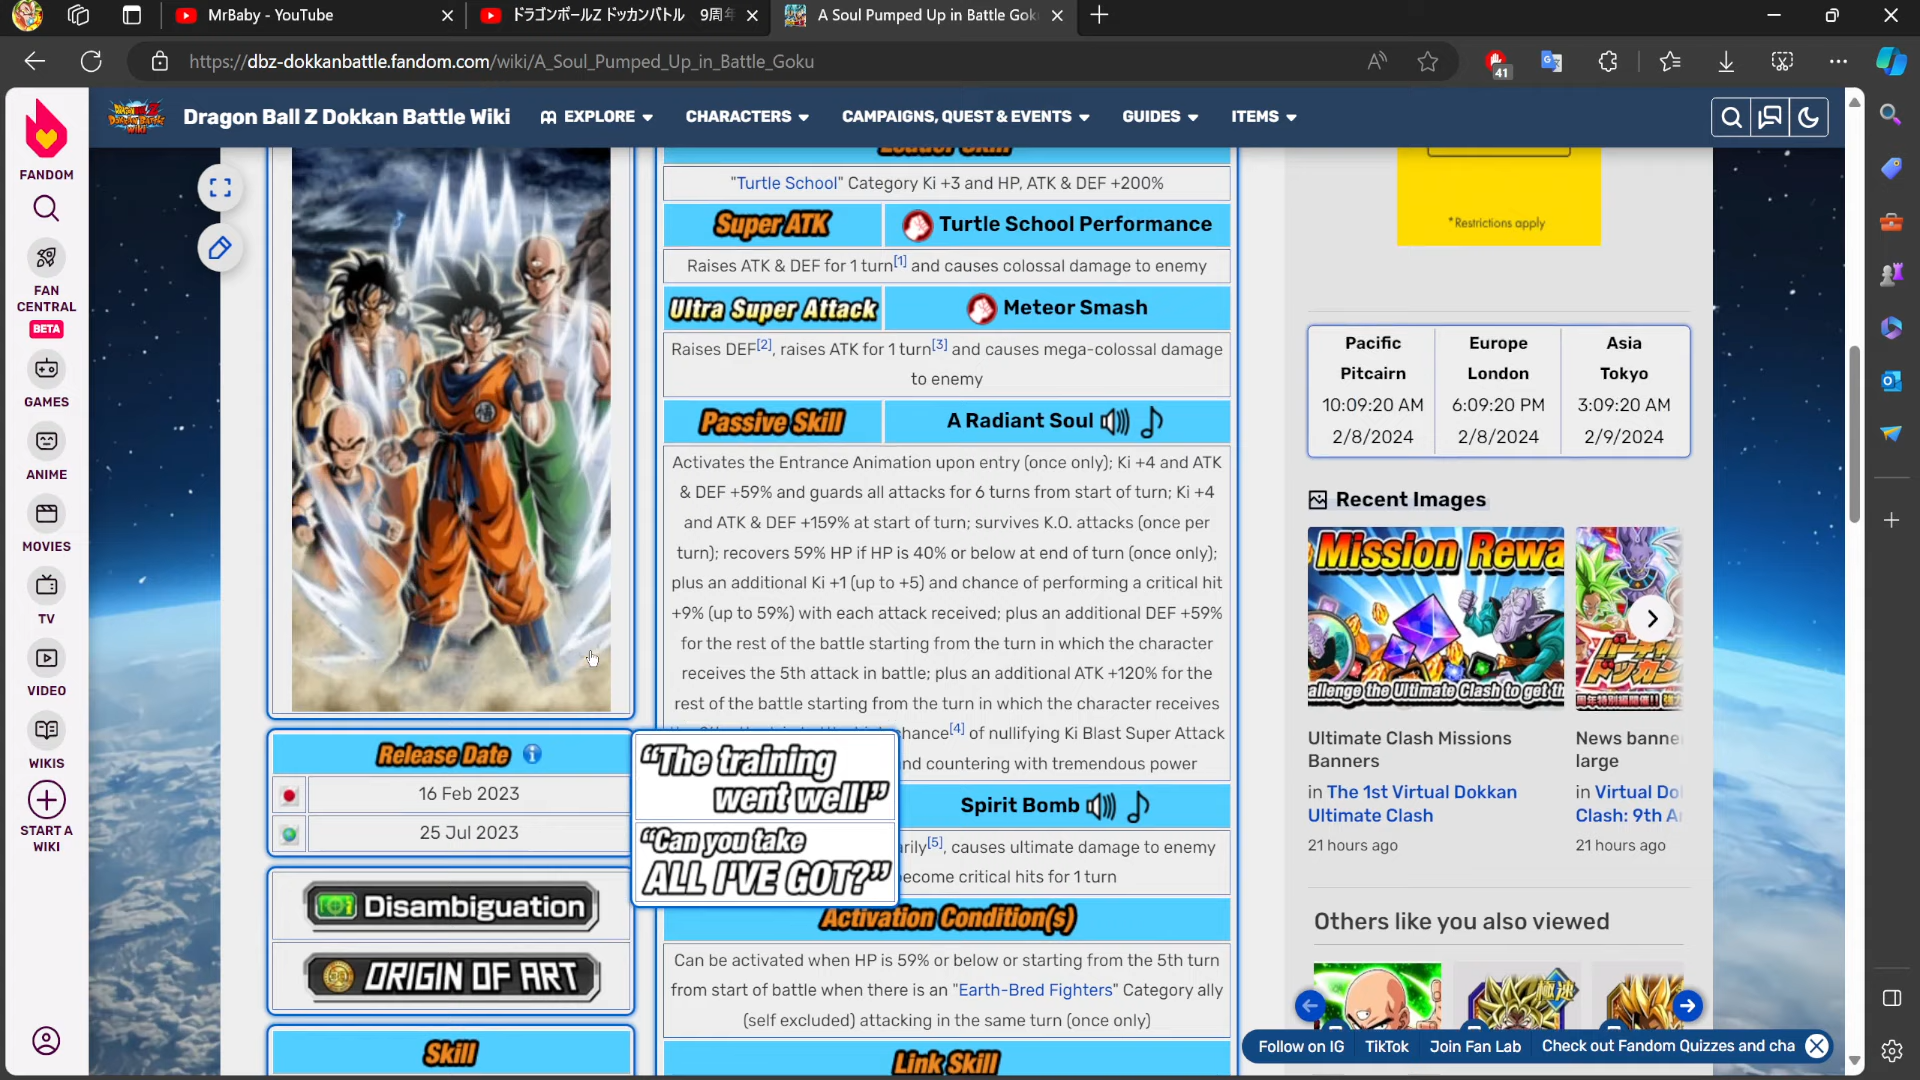 MrBaby - YouTube
ドラゴンボールZ ドッカンバトル 9周年
A Soul Pumped Up in Battle Gok
https://dbz-dokkanbattle.fandom.com/wiki/A_Soul_Pumped_Up_in_Battle_Goku
41
Dragon Ball Z Dokkan Battle Wiki
EXPLORE
CHARACTERS
CAMPAIGNS, QUEST & EVENTS
GUIDES
ITEMS
FANDOM
FAN
CENTRAL
BETA
GAMES
ANIME
MOVIES
TV
VIDEO
WIKIS
START A
WIKI
Leader Skill
"Turtle School" Category Ki +3 and HP, ATK & DEF +200%
Super ATK
Turtle School Performance
Raises ATK & DEF for 1 turn[1] and causes colossal damage to enemy
Ultra Super Attack
Meteor Smash
Raises DEF[2], raises ATK for 1 turn[3] and causes mega-colossal damage
to enemy
Passive Skill
A Radiant Soul
Activates the Entrance Animation upon entry (once only); Ki +4 and ATK
& DEF +59% and guards all attacks for 6 turns from start of turn; Ki +4
and ATK & DEF +159% at start of turn; survives K.O. attacks (once per
turn); recovers 59% HP if HP is 40% or below at end of turn (once only);
plus an additional Ki +1 (up to +5) and chance of performing a critical hit
+9% (up to 59%) with each attack received; plus an additional DEF +59%
for the rest of the battle starting from the turn in which the character
receives the 5th attack in battle; plus an additional ATK +120% for the
rest of the battle starting from the turn in which the character receives
hance[4] of nullifying Ki Blast Super Attack
nd countering with tremendous power
Spirit Bomb
rily[5], causes ultimate damage to enemy
ecome critical hits for 1 turn
Activation Condition(s)
Can be activated when HP is 59% or below or starting from the 5th turn
from start of battle when there is an "Earth-Bred Fighters" Category ally
(self excluded) attacking in the same turn (once only)
Link Skill
Release Date
16 Feb 2023
25 Jul 2023
"The training
went well!"
"Can you take
ALL I'VE GOT?"
Disambiguation
ORIGIN OF ART
Skill
*Restrictions apply
Pacific
Pitcairn
10:09:20 AM
2/8/2024
Europe
London
6:09:20 PM
2/8/2024
Asia
Tokyo
3:09:20 AM
2/9/2024
Recent Images
Mission Rewa
allenge the Ultimate Clash to get th
Ultimate Clash Missions
Banners
in The 1st Virtual Dokkan
Ultimate Clash
21 hours ago
News banne
large
in Virtual Do
Clash: 9th A
21 hours ago
Others like you also viewed
Follow on IG
TikTok
Join Fan Lab
Check out Fandom Quizzes and cha